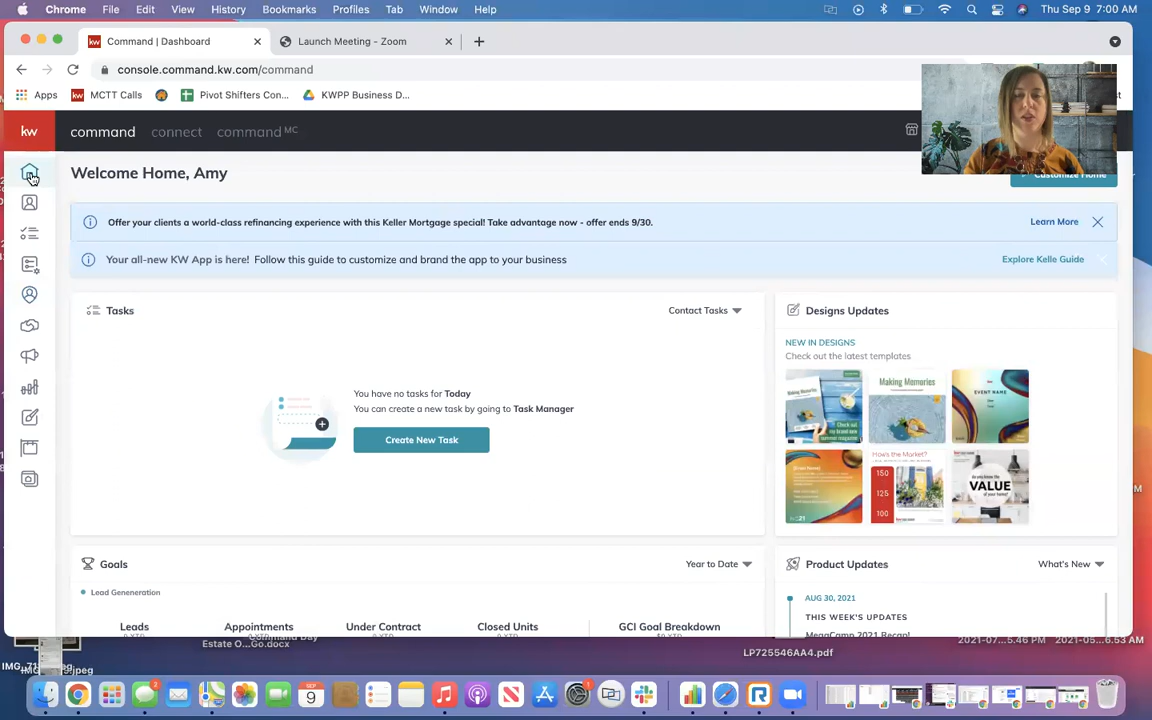 Chrome File Edit View History Bookmarks Profiles Tab Window Help
Thu Sep 9 7:00 AM
Command | Dashboard
Launch Meeting - Zoom
console.command.kw.com/command
Apps
MCTT Calls
Pivot Shifters Con...
KWPP Business D...
kw
command connect command MC
Welcome Home, Amy
Customize Home
Offer your clients a world-class refinancing experience with this Keller Mortgage special! Take advantage now - offer ends 9/30.
Learn More
Your all-new KW App is here! Follow this guide to customize and brand the app to your business
Explore Kelle Guide
Tasks
Contact Tasks
You have no tasks for Today
You can create a new task by going to Task Manager
Create New Task
Designs Updates
NEW IN DESIGNS
Check out the latest templates
Making Memories
EVENT NAME
How's the Market?
150
125
100
VALUE
Goals
Year to Date
Lead Generation
Leads
Appointments
Under Contract
Closed Units
GCI Goal Breakdown
Product Updates
What's New
AUG 30, 2021
THIS WEEK'S UPDATES
MegaCamp 2021 Recap!
Estate O...Go.docx
Command Day
LP725546AA4.pdf
2021-07...5.46 PM
2021-05...6.53 AM